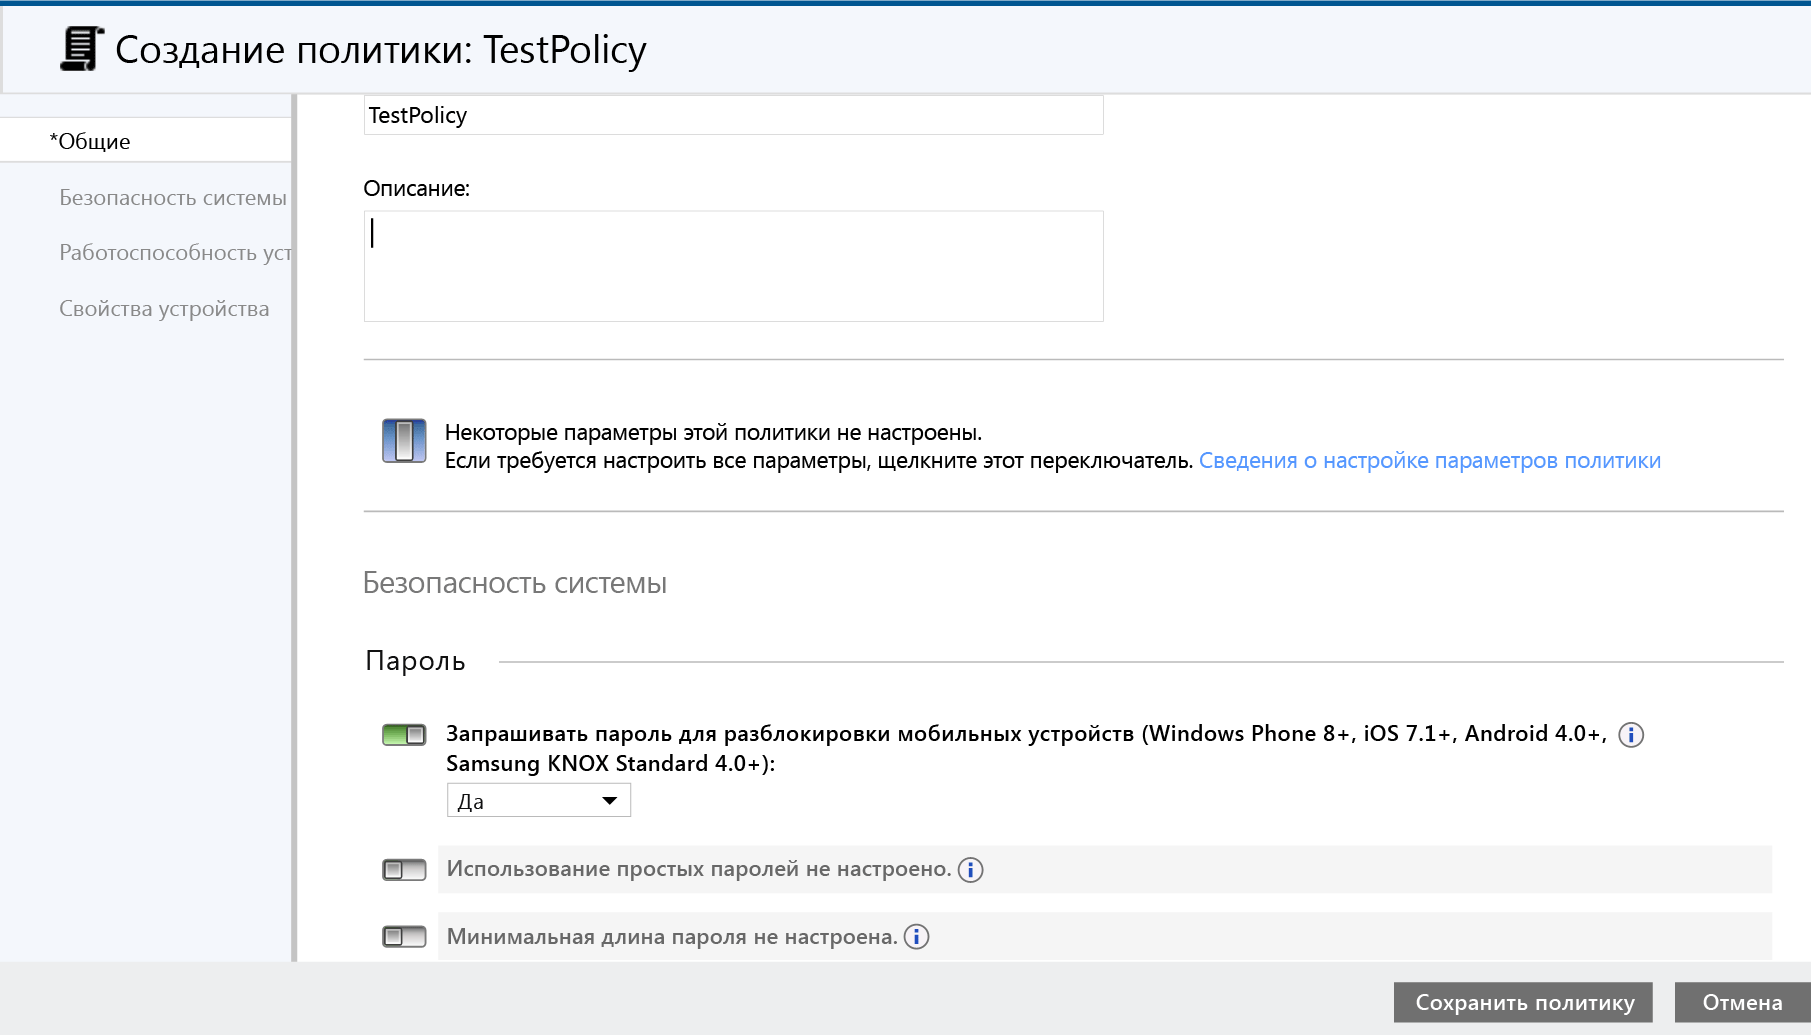 Создание политики: TestPolicy
*Общие
Безопасность системы
Работоспособность уст
Свойства устройства
TestPolicy
Описание:
Некоторые параметры этой политики не настроены.
Если требуется настроить все параметры, щелкните этот переключатель. Сведения о настройке параметров политики
Безопасность системы
Пароль
Запрашивать пароль для разблокировки мобильных устройств (Windows Phone 8+, iOS 7.1+, Android 4.0+,
Samsung KNOX Standard 4.0+):
Да
Использование простых паролей не настроено.
Минимальная длина пароля не настроена.
Сохранить политику
Отмена